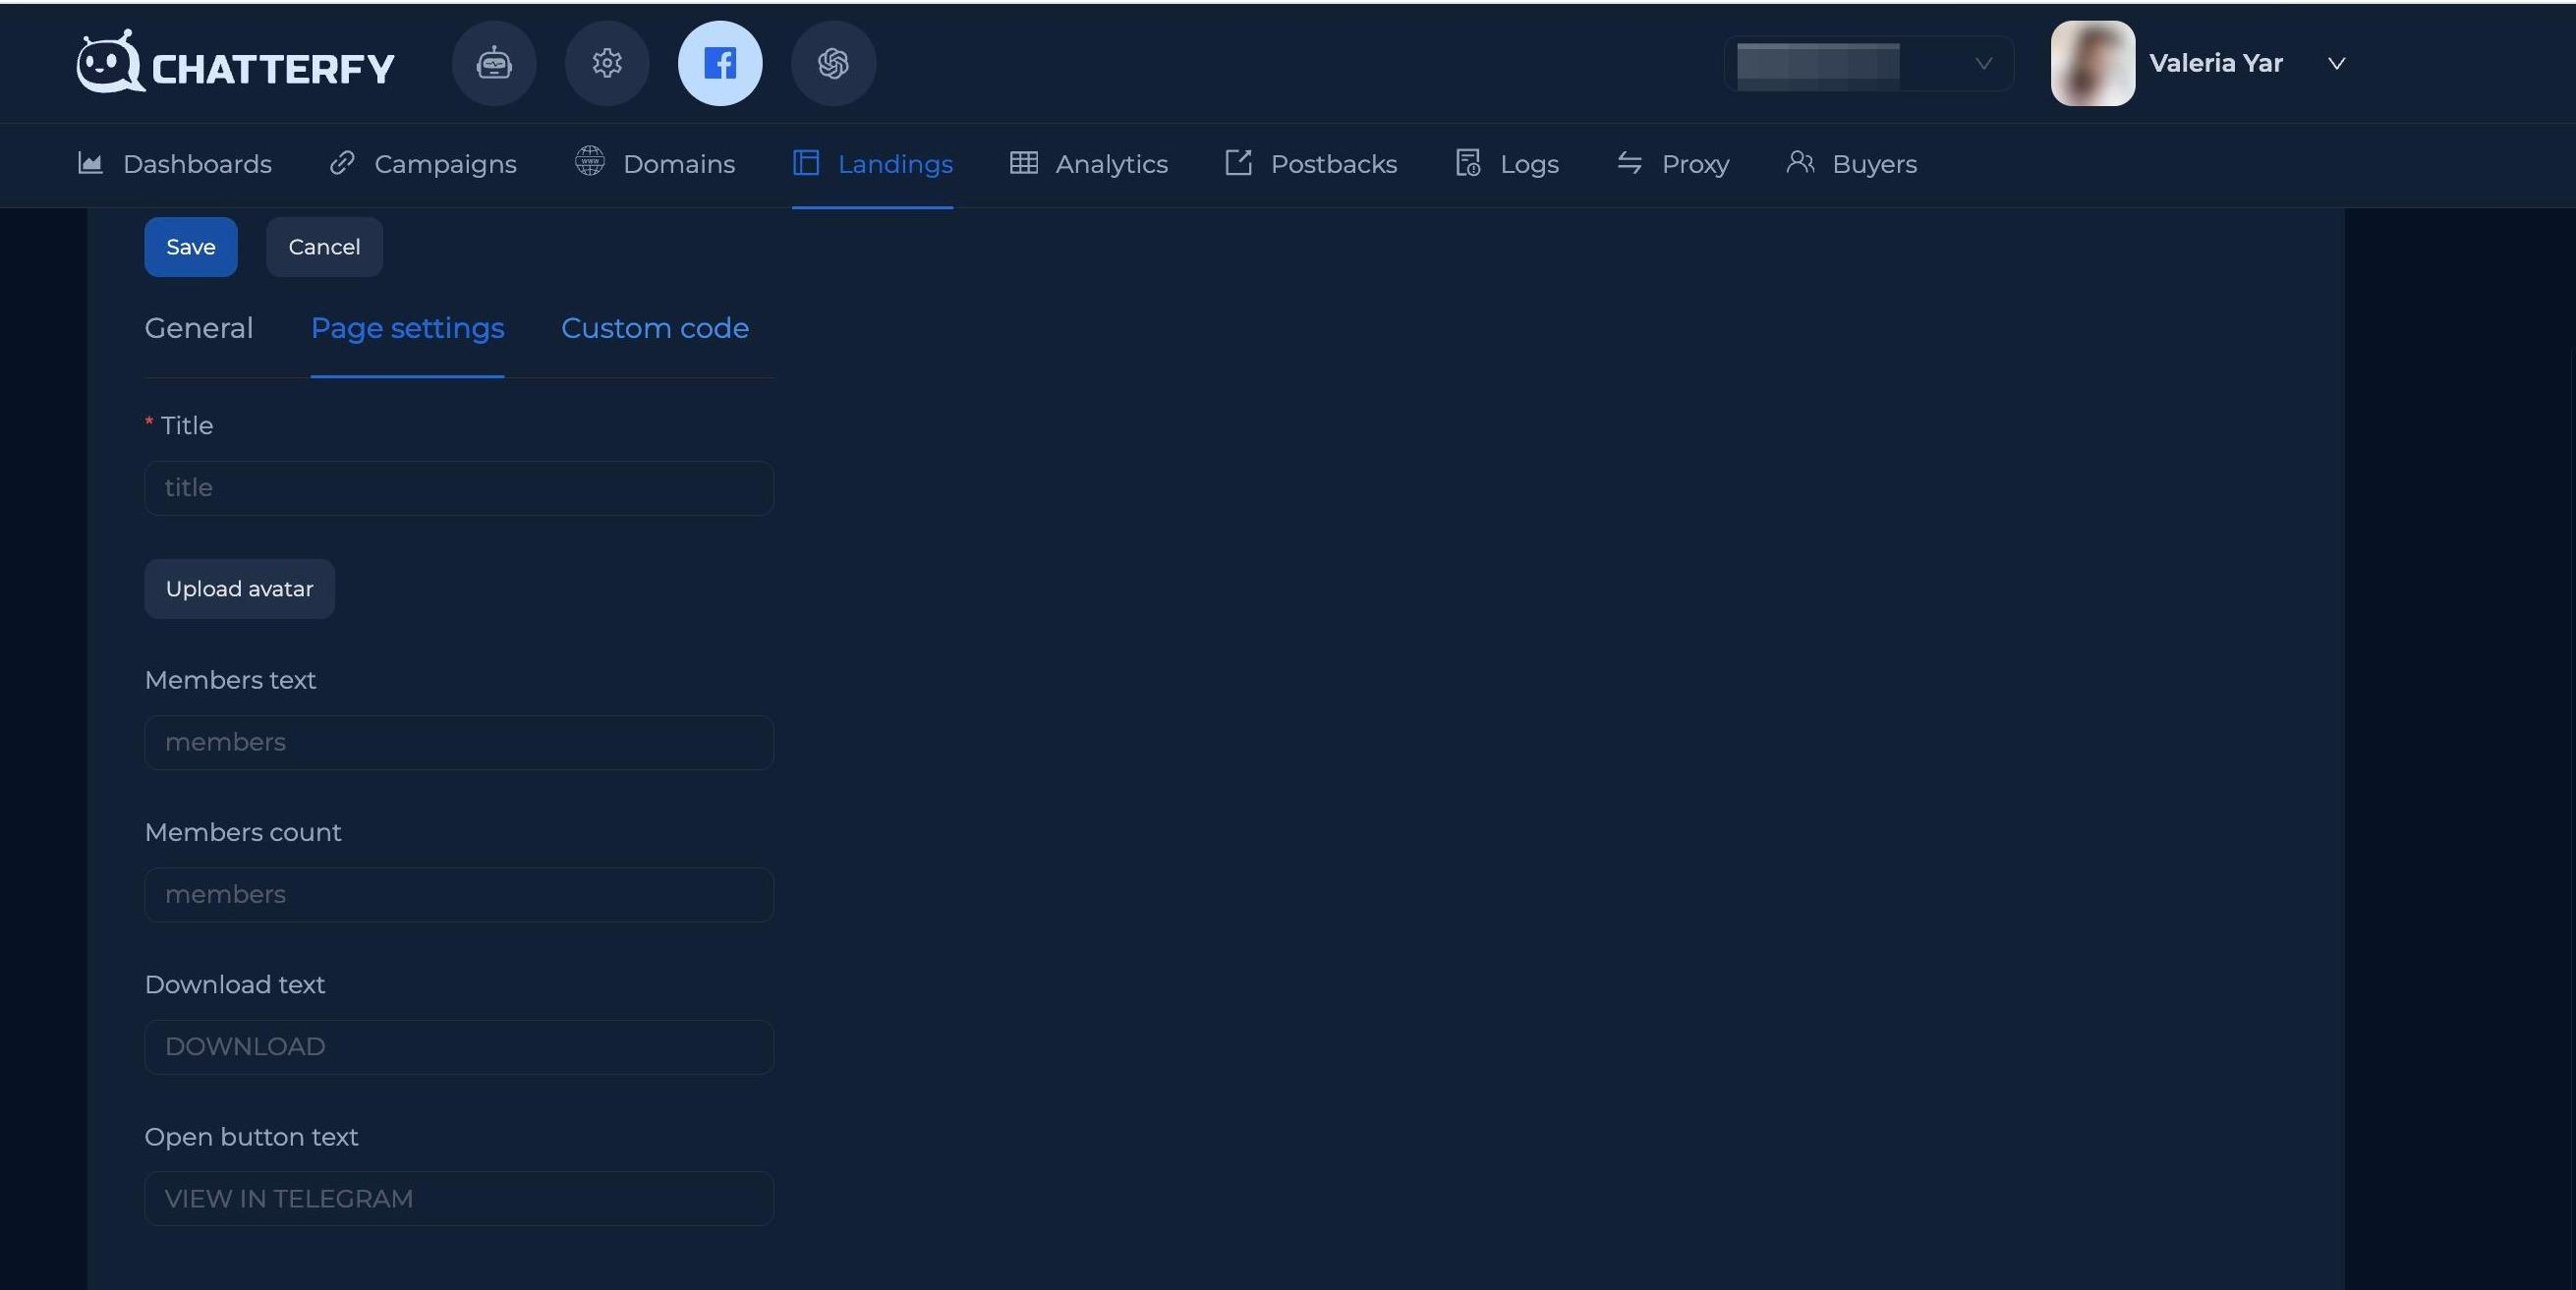 CHATTERFY
Valeria Yar
Dashboards Campaigns Domains Landings Analytics Postbacks Logs Proxy Buyers
Save Cancel
General Page settings Custom code
* Title
title
Upload avatar
Members text
members
Members count
members
Download text
DOWNLOAD
Open button text
VIEW IN TELEGRAM